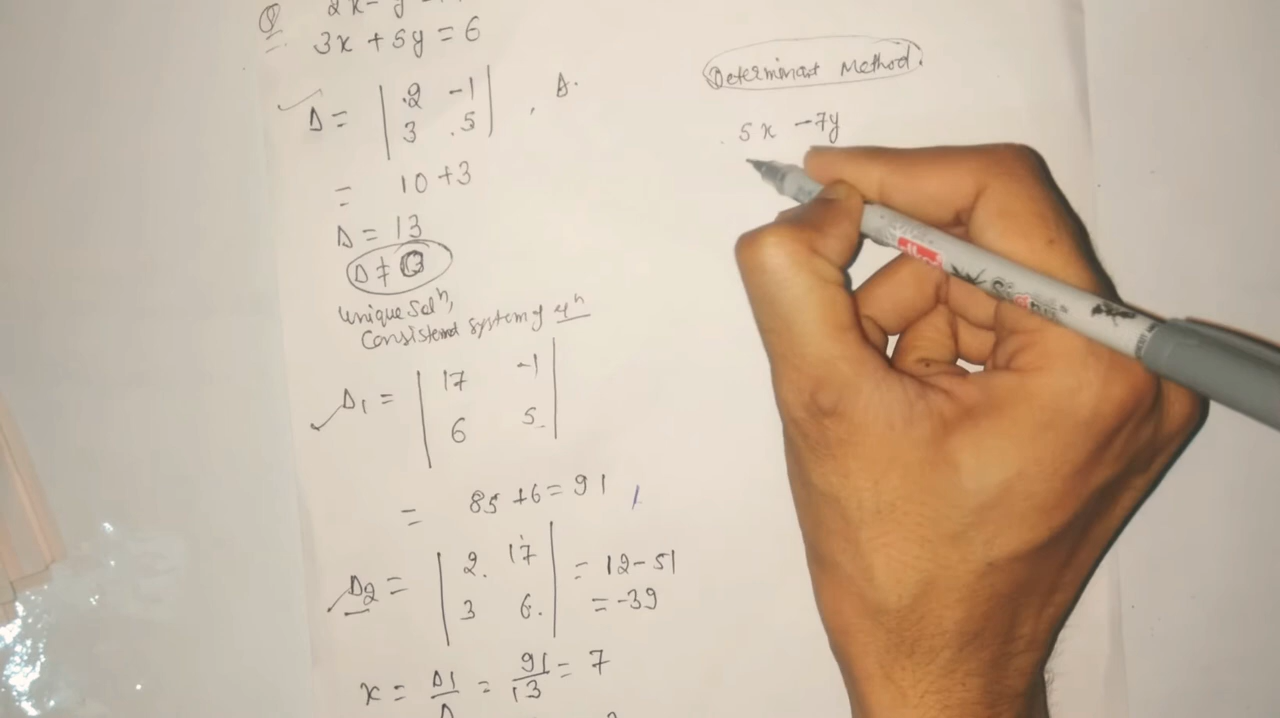 Q
2x - y
3x + 5y = 6
Δ = | 2 -1 | , Δ.
| 3 .5 |
= 10 + 3
Δ = 13
Δ ≠ 0
Unique Solⁿ,
Consistent system of eqⁿ
Δ1 = | 17 -1 |
| 6 5 |
= 85 + 6 = 91
Δ2 = | 2. 17 | = 12 - 51
| 3 6. | = -39
x = Δ1/Δ = 91/13 = 7
Determinant Method.
5x - 7y